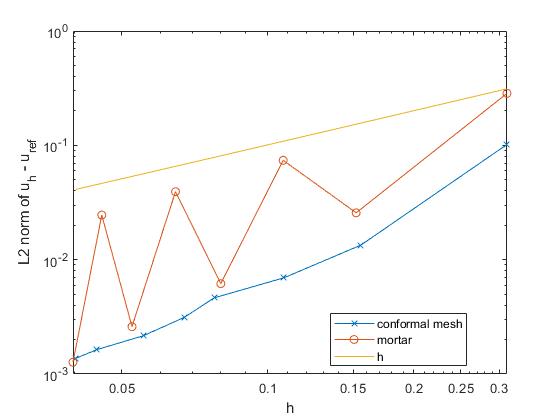 10^0
10^-1
10^-2
10^-3
L2 norm of u_h - u_ref
0.05
0.1
0.15
0.2
0.25
0.3
h
conformal mesh
mortar
h